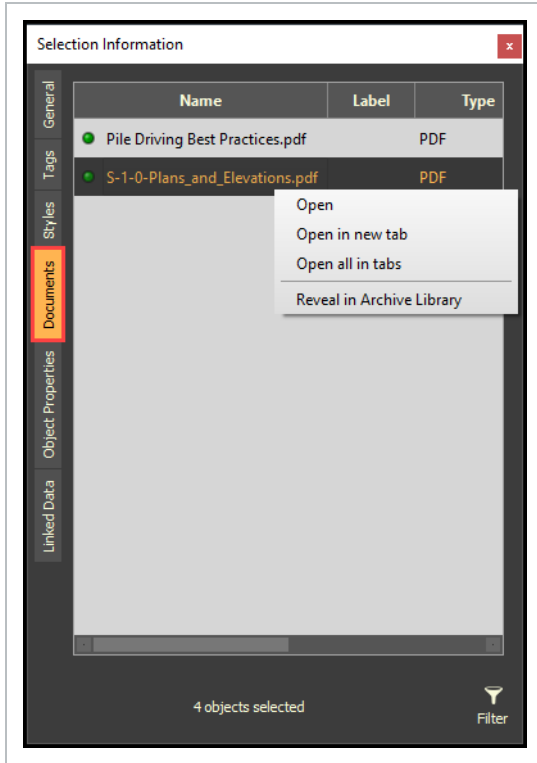 Selection Information
x
General
Tags
Styles
Documents
Object Properties
Linked Data
Name Label Type
Pile Driving Best Practices.pdf PDF
S-1-0-Plans_and_Elevations.pdf PDF
Open
Open in new tab
Open all in tabs
Reveal in Archive Library
4 objects selected
Filter